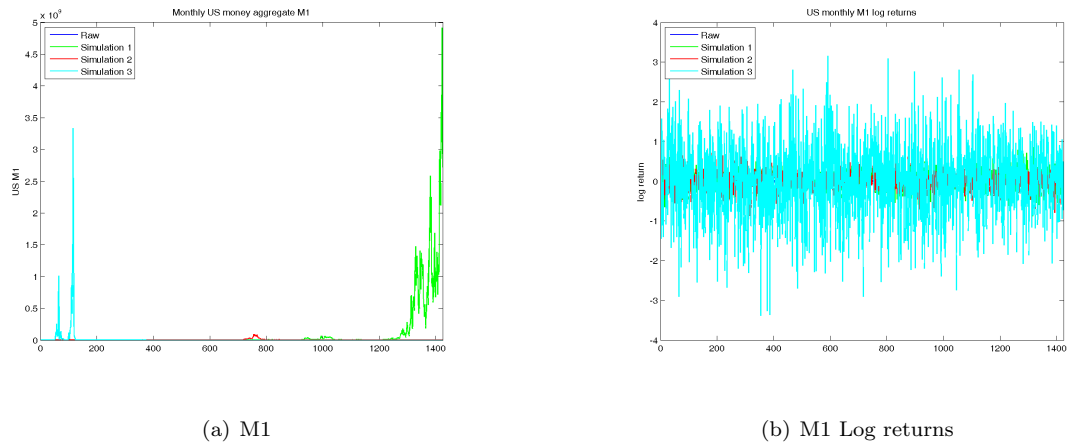 Monthly US money aggregate M1
x 10^9
US M1
5
4.5
4
3.5
3
2.5
2
1.5
1
0.5
0
0 200 400 600 800 1000 1200 1400
Raw
Simulation 1
Simulation 2
Simulation 3
(a) M1
US monthly M1 log returns
log return
4
3
2
1
0
-1
-2
-3
-4
0 200 400 600 800 1000 1200 1400
Raw
Simulation 1
Simulation 2
Simulation 3
(b) M1 Log returns